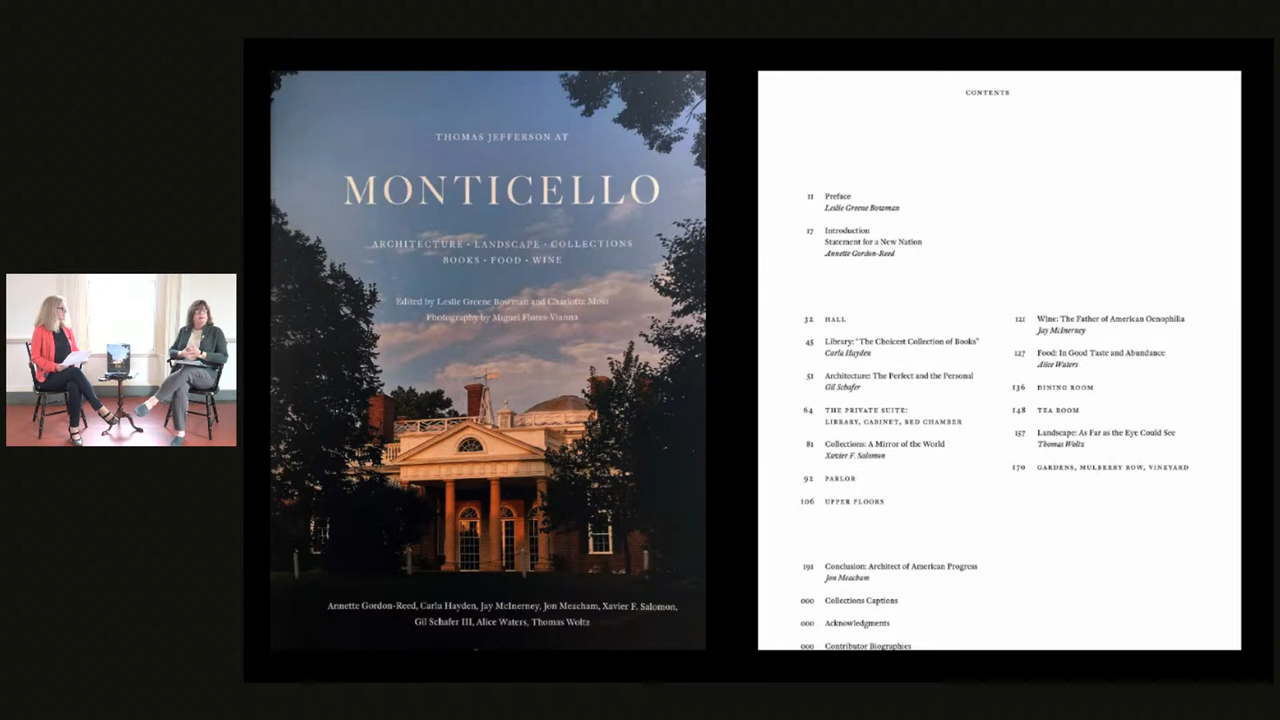 THOMAS JEFFERSON AT
MONTICELLO
ARCHITECTURE · LANDSCAPE · COLLECTIONS
BOOKS · FOOD · WINE
Edited by Leslie Greene Bowman and Charlotte Moss
Photography by Miguel Flores-Vianna
Annette Gordon-Reed, Carla Hayden, Jay McInerney, Jon Meacham, Xavier F. Salomon,
Gil Schafer III, Alice Waters, Thomas Woltz
CONTENTS
11 Preface
Leslie Greene Bowman
17 Introduction
Statement for a New Nation
Annette Gordon-Reed
32 HALL
45 Library: "The Choicest Collection of Books"
Carla Hayden
51 Architecture: The Perfect and the Personal
Gil Schafer
64 THE PRIVATE SUITE:
LIBRARY, CABINET, BED CHAMBER
81 Collections: A Mirror of the World
Xavier F. Salomon
92 PARLOR
106 UPPER FLOORS
121 Wine: The Father of American Oenophilia
Jay McInerney
127 Food: In Good Taste and Abundance
Alice Waters
136 DINING ROOM
148 TEA ROOM
157 Landscape: As Far as the Eye Could See
Thomas Woltz
170 GARDENS, MULBERRY ROW, VINEYARD
191 Conclusion: Architect of American Progress
Jon Meacham
000 Collections Captions
000 Acknowledgments
000 Contributor Biographies